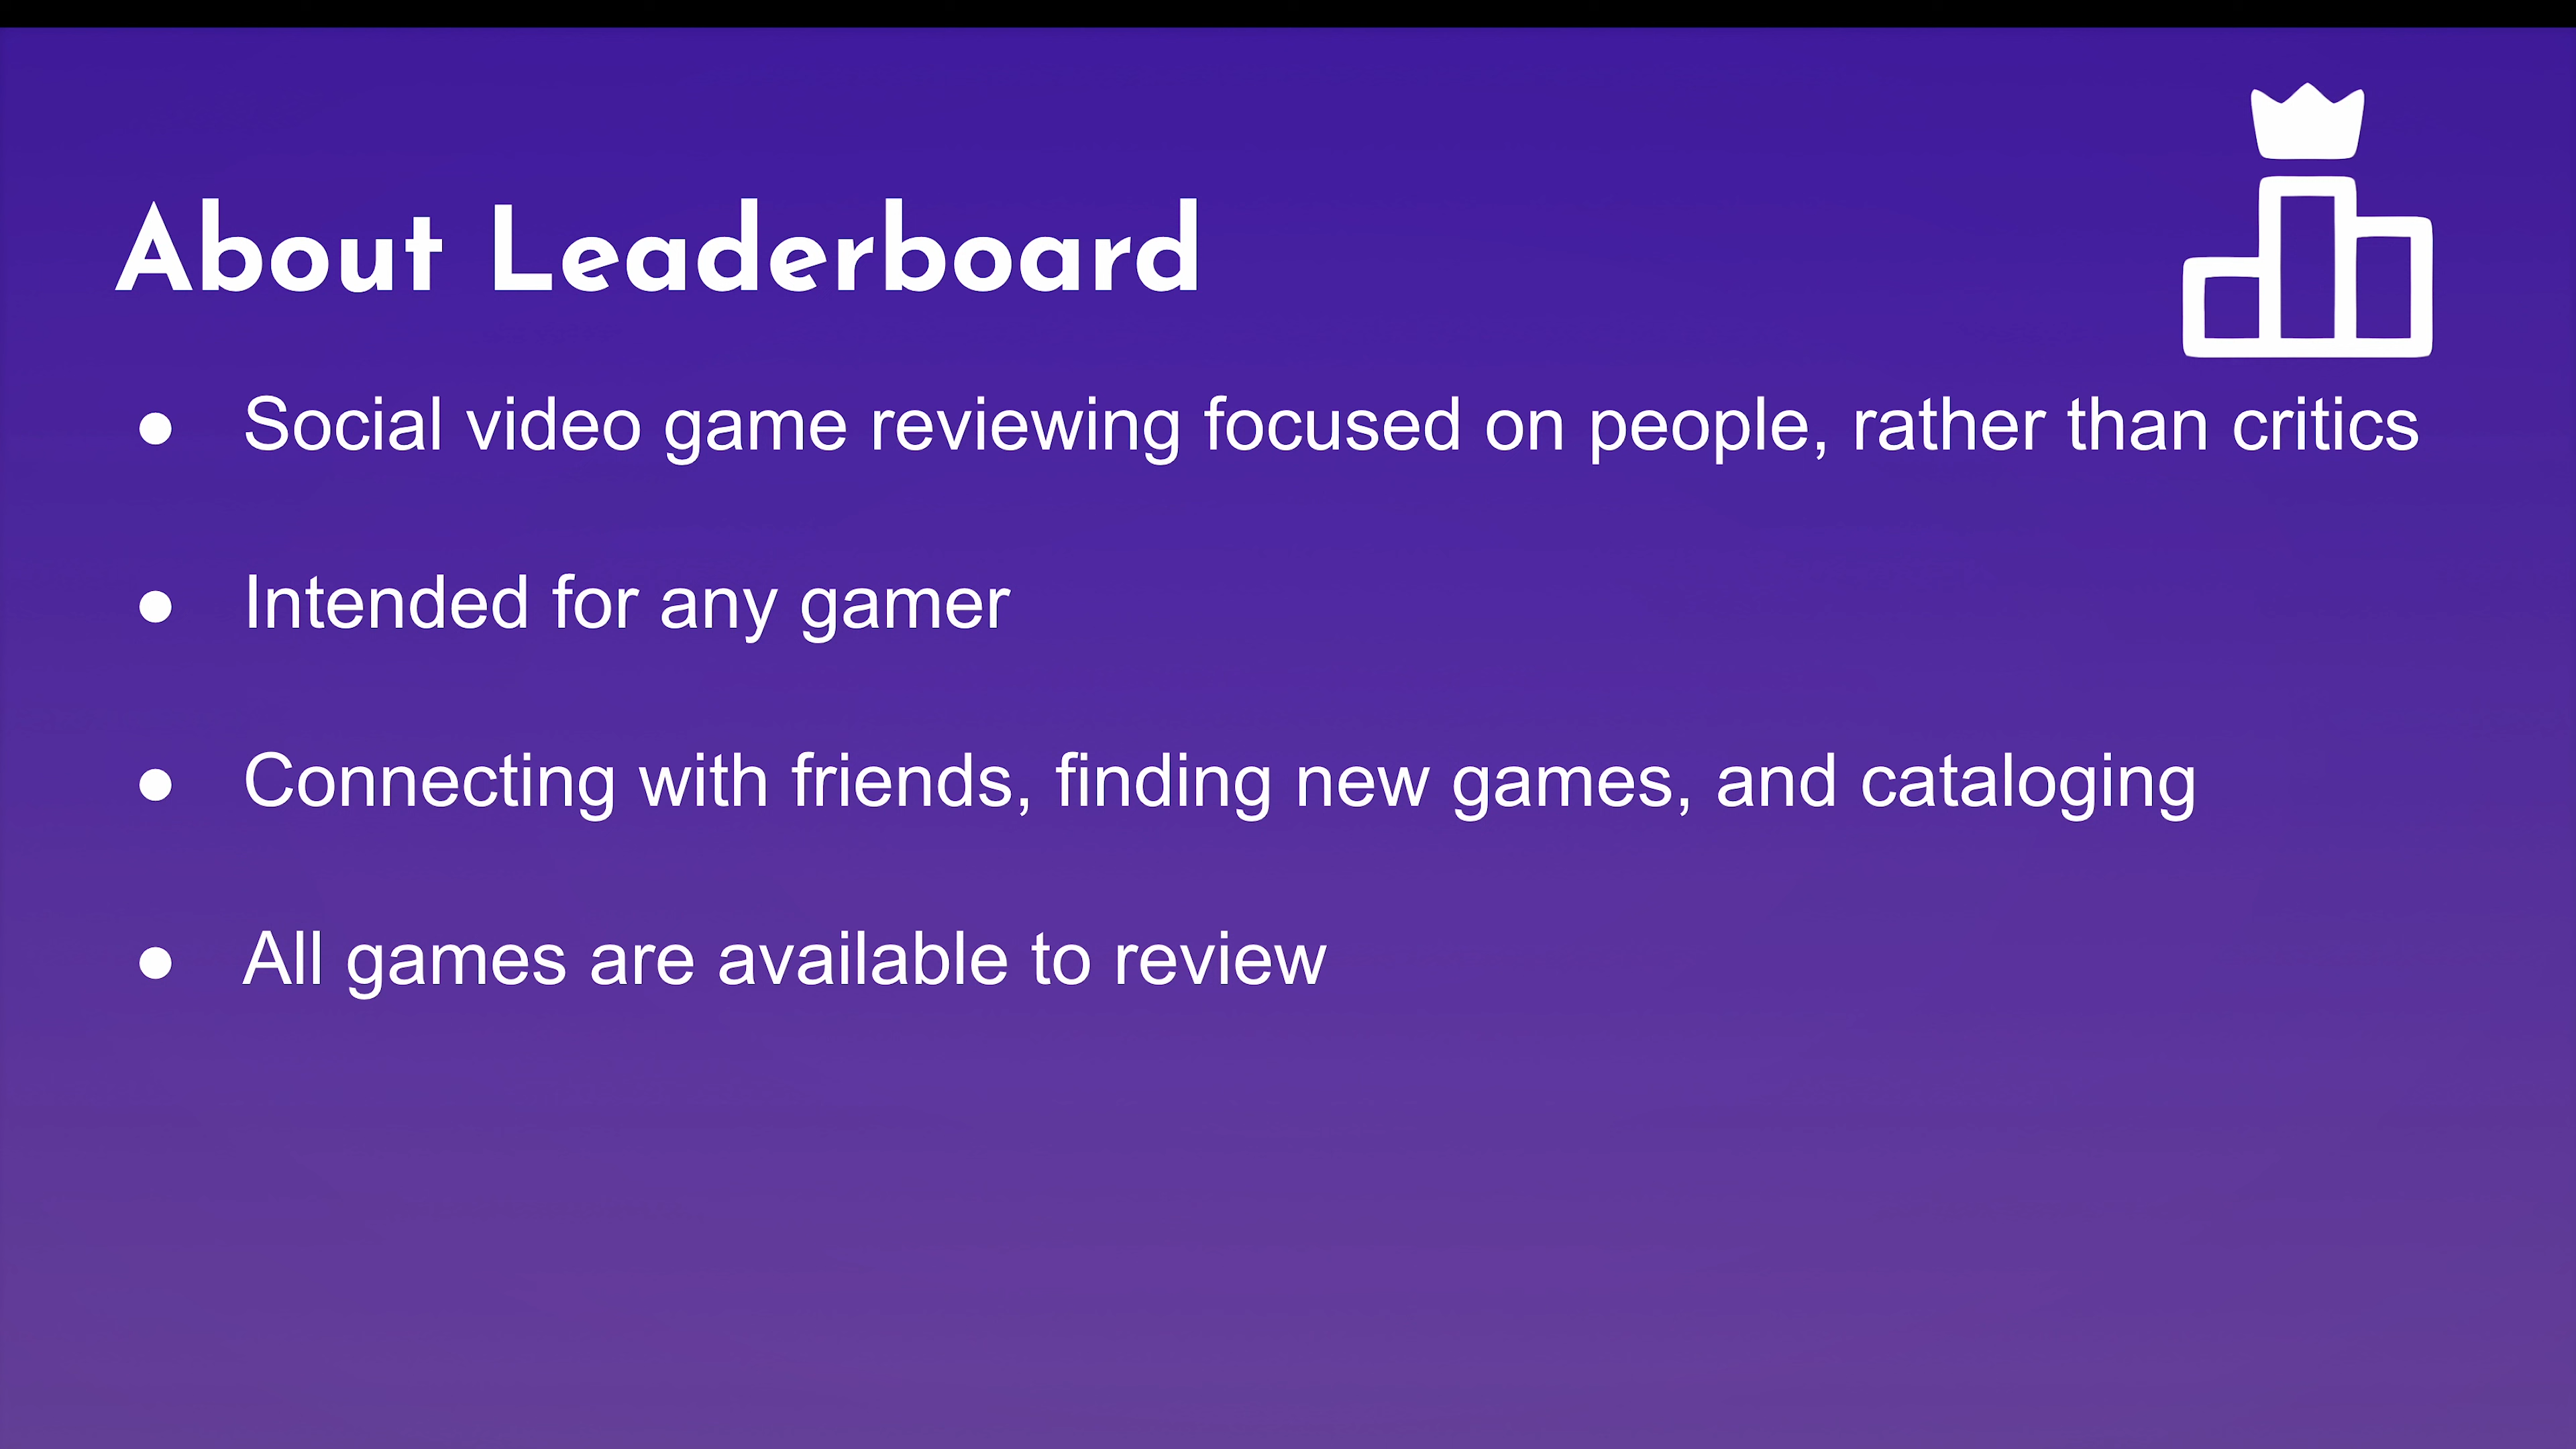 About Leaderboard
● Social video game reviewing focused on people, rather than critics
● Intended for any gamer
● Connecting with friends, finding new games, and cataloging
● All games are available to review